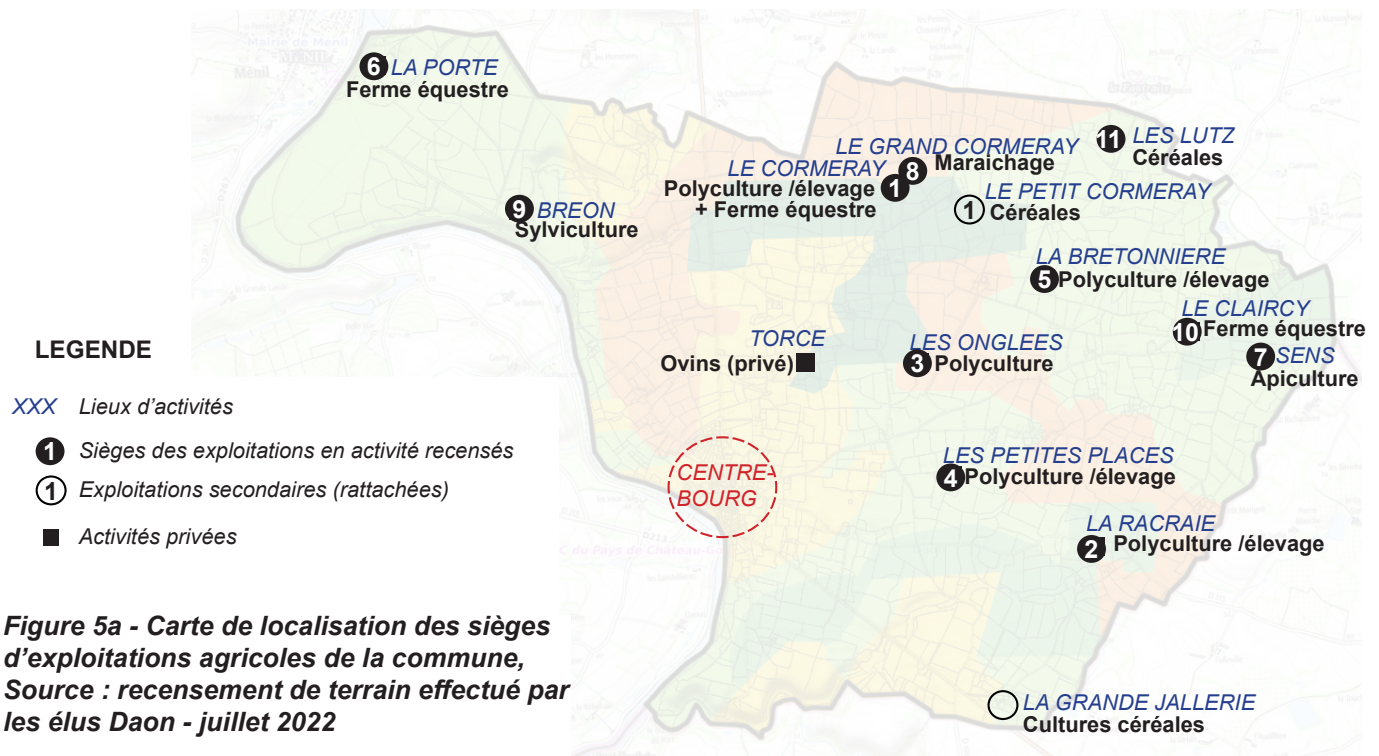 6 LA PORTE
Ferme équestre
11 LES LUTZ
Céréales
LE GRAND CORMERAY
8 Maraichage
LE CORMERAY
Polyculture /élevage 1
+ Ferme équestre
LE PETIT CORMERAY
1 Céréales
9 BREON
Sylviculture
LA BRETONNIERE
5 Polyculture /élevage
LE CLAIRCY
10 Ferme équestre
TORCE
Ovins (privé)
LES ONGLEES
3 Polyculture
7 SENS
Apiculture
LEGENDE
XXX Lieux d'activités
1 Sièges des exploitations en activité recensés
1 Exploitations secondaires (rattachées)
Activités privées
CENTRE-
BOURG
LES PETITES PLACES
4 Polyculture /élevage
LA RACRAIE
2 Polyculture /élevage
LA GRANDE JALLERIE
Cultures céréales
Figure 5a - Carte de localisation des sièges
d'exploitations agricoles de la commune,
Source : recensement de terrain effectué par
les élus Daon - juillet 2022